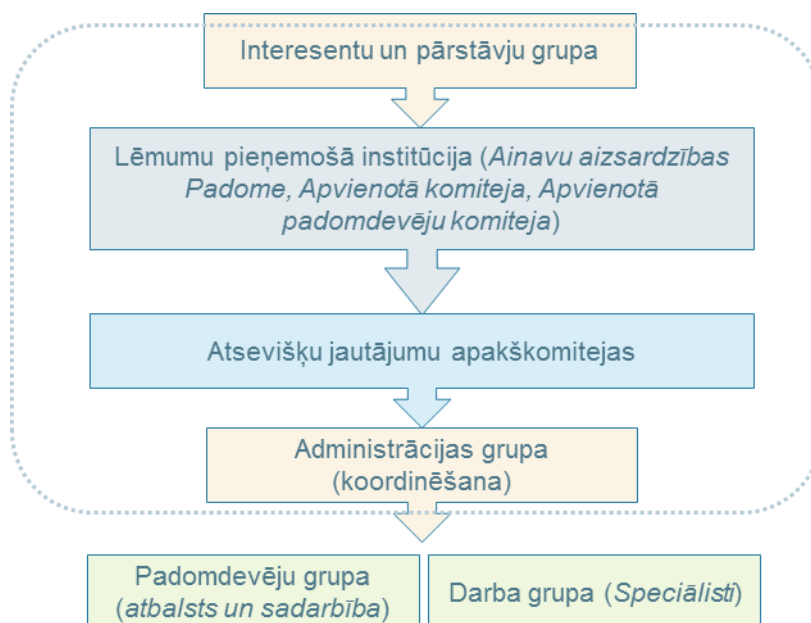 Interesentu un pārstāvju grupa
Lēmumu pieņemošā institūcija (Ainavu aizsardzības
Padome, Apvienotā komiteja, Apvienotā
padomdevēju komiteja)
Atsevišķu jautājumu apakškomitejas
Administrācijas grupa
(koordinēšana)
Padomdevēju grupa
(atbalsts un sadarbība)
Darba grupa (Speciālisti)